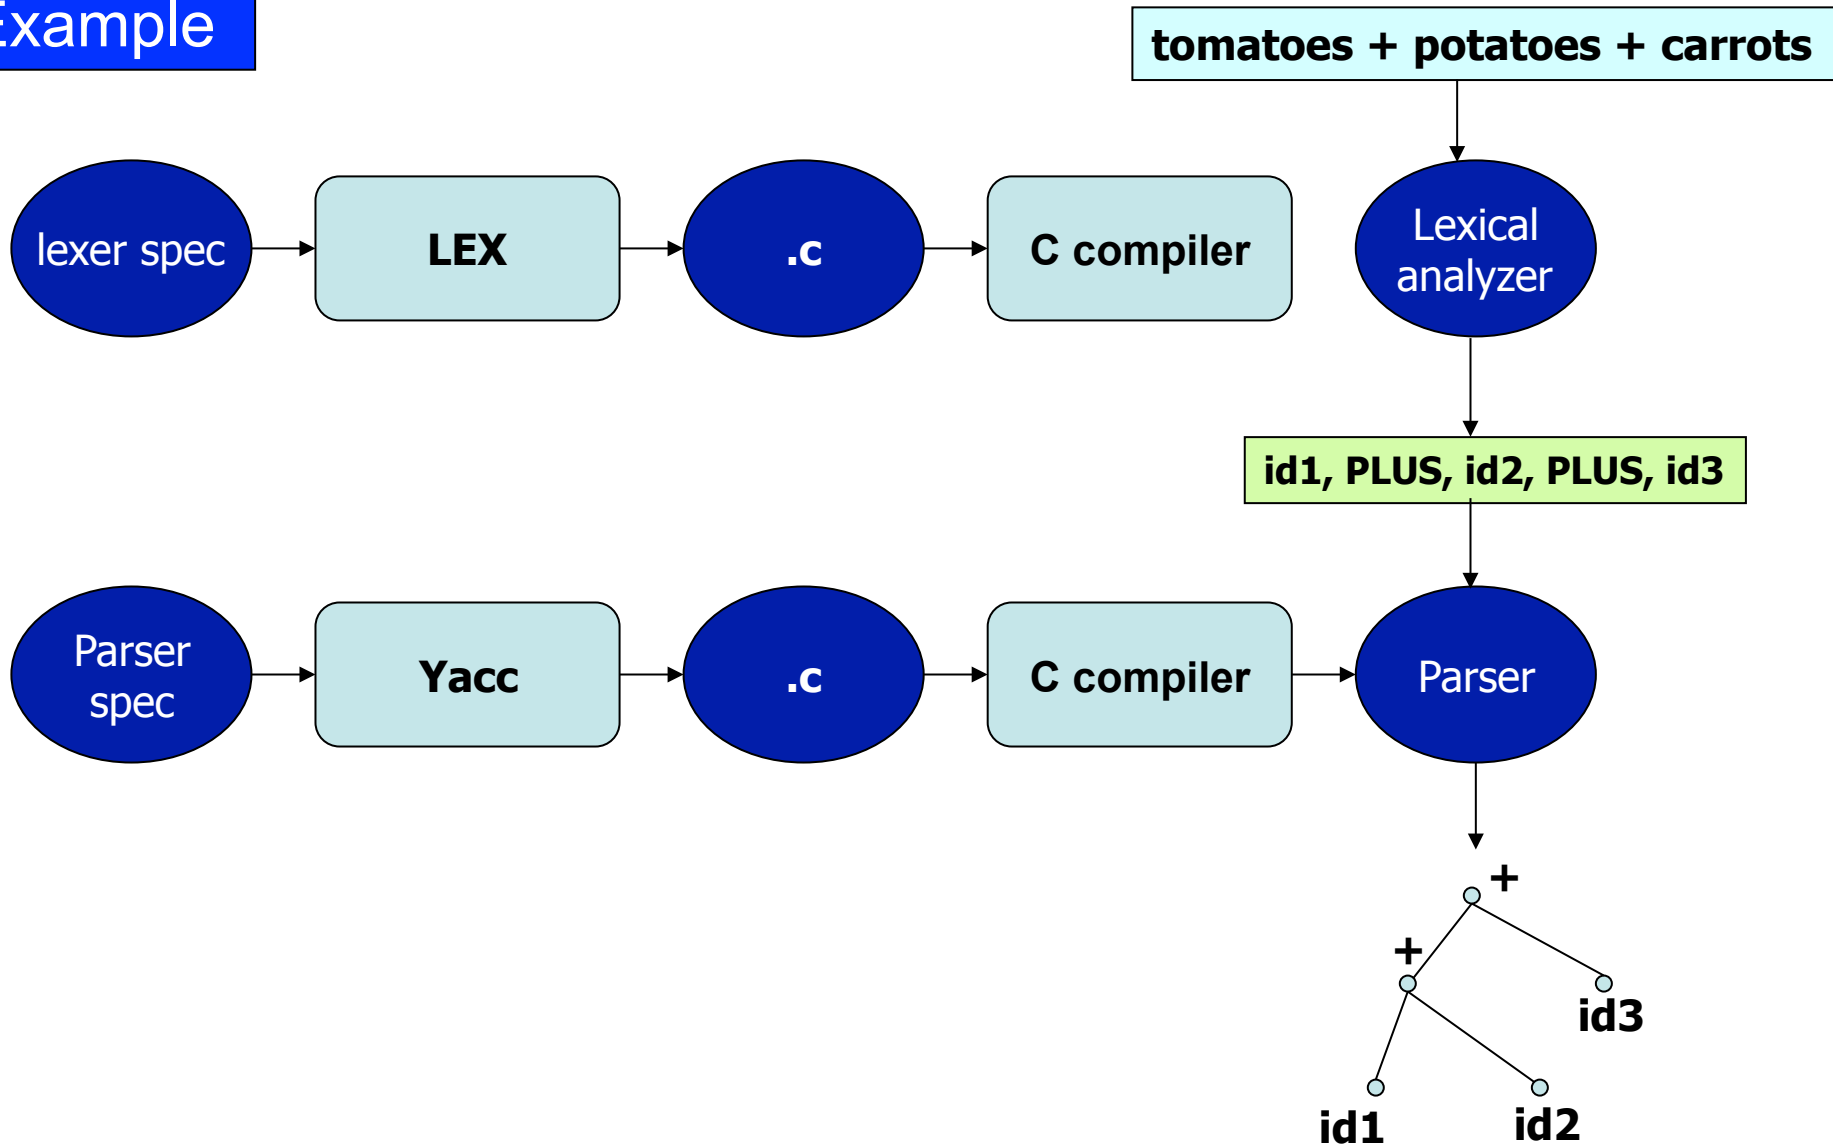 Example
tomatoes + potatoes + carrots
lexer spec
LEX
.c
C compiler
Lexical
analyzer
id1, PLUS, id2, PLUS, id3
Parser
spec
Yacc
.c
C compiler
Parser
+
+
id3
id1
id2